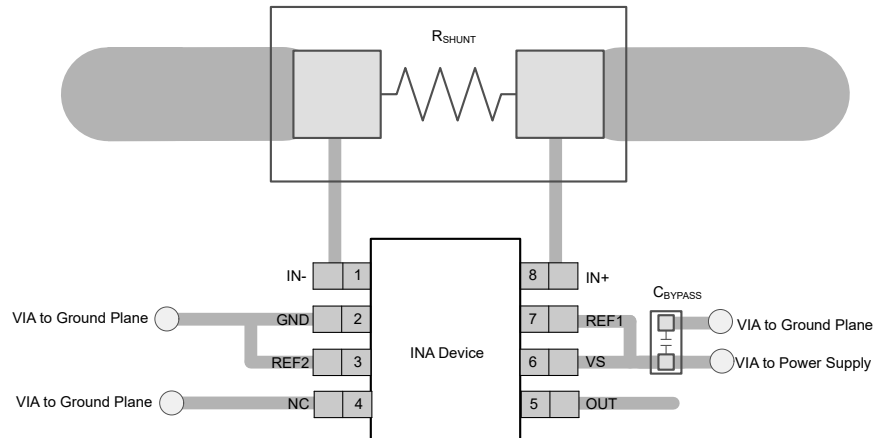 RSHUNT
IN- 1 8 IN+
CBYPASS
VIA to Ground Plane GND 2 7 REF1 VIA to Ground Plane
INA Device
REF2 3 6 VS VIA to Power Supply
VIA to Ground Plane NC 4 5 OUT